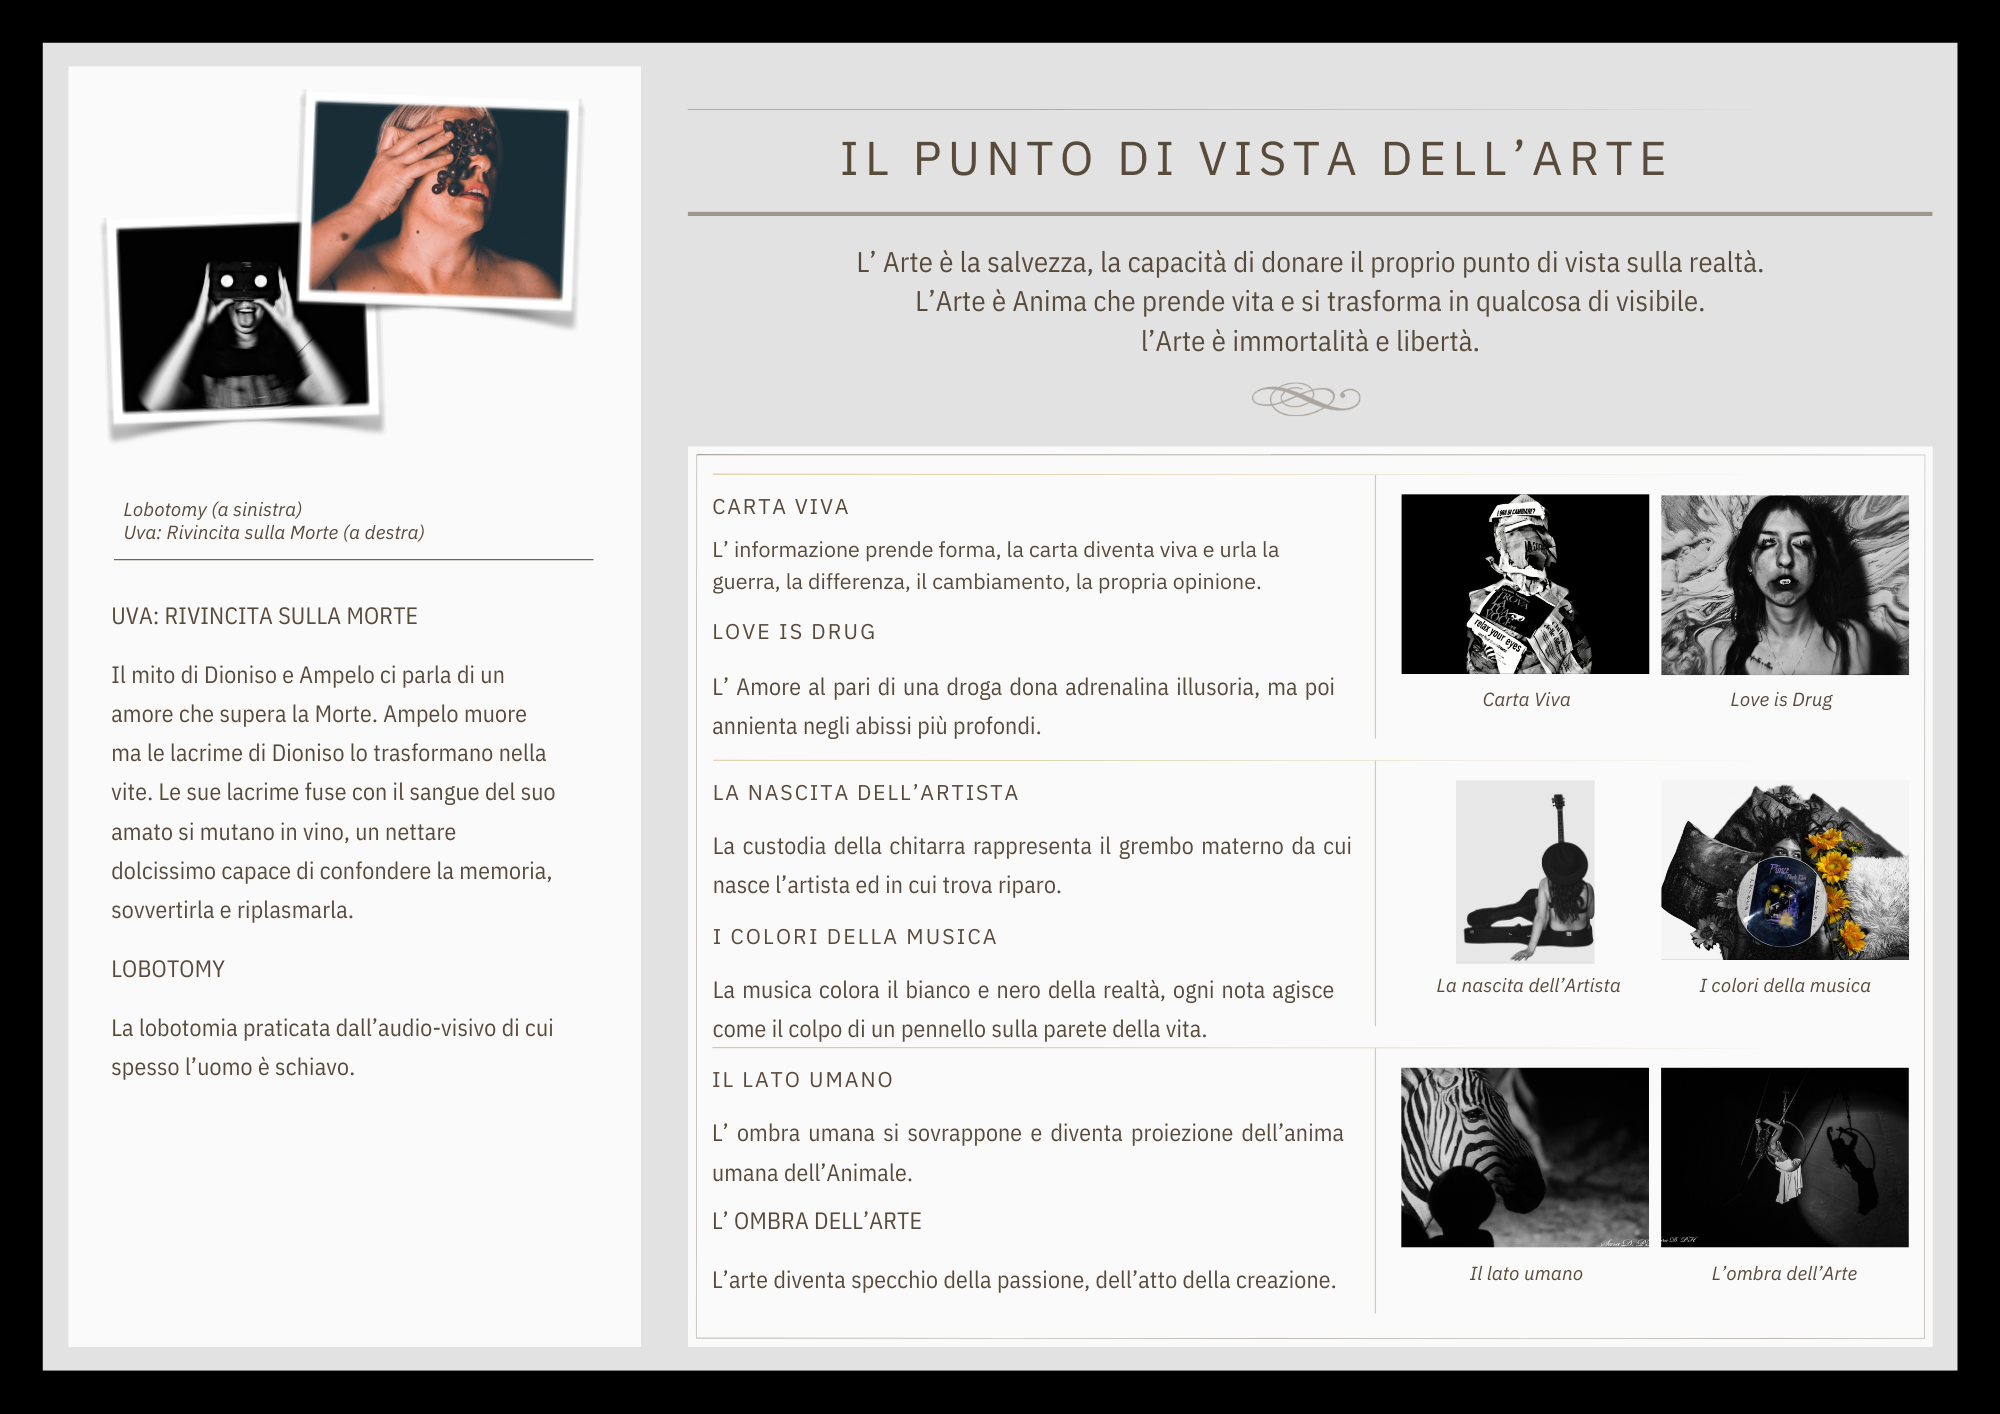 Lobotomy (a sinistra)
Uva: Rivincita sulla Morte (a destra)
UVA: RIVINCITA SULLA MORTE
Il mito di Dioniso e Ampelo ci parla di un
amore che supera la Morte. Ampelo muore
ma le lacrime di Dioniso lo trasformano nella
vite. Le sue lacrime fuse con il sangue del suo
amato si mutano in vino, un nettare
dolcissimo capace di confondere la memoria,
sovvertirla e riplasmarla.
LOBOTOMY
La lobotomia praticata dall’audio-visivo di cui
spesso l’uomo è schiavo.
IL PUNTO DI VISTA DELL’ARTE
L’ Arte è la salvezza, la capacità di donare il proprio punto di vista sulla realtà.
L’Arte è Anima che prende vita e si trasforma in qualcosa di visibile.
l’Arte è immortalità e libertà.
CARTA VIVA
L’ informazione prende forma, la carta diventa viva e urla la
guerra, la differenza, il cambiamento, la propria opinione.
LOVE IS DRUG
L’ Amore al pari di una droga dona adrenalina illusoria, ma poi
annienta negli abissi più profondi.
relax your eyes
Carta Viva
Love is Drug
LA NASCITA DELL’ARTISTA
La custodia della chitarra rappresenta il grembo materno da cui
nasce l’artista ed in cui trova riparo.
I COLORI DELLA MUSICA
La musica colora il bianco e nero della realtà, ogni nota agisce
come il colpo di un pennello sulla parete della vita.
Prince
La nascita dell’Artista
I colori della musica
IL LATO UMANO
L’ ombra umana si sovrappone e diventa proiezione dell’anima
umana dell’Animale.
L’ OMBRA DELL’ARTE
L’arte diventa specchio della passione, dell’atto della creazione.
Sara D.
Il lato umano
L’ombra dell’Arte